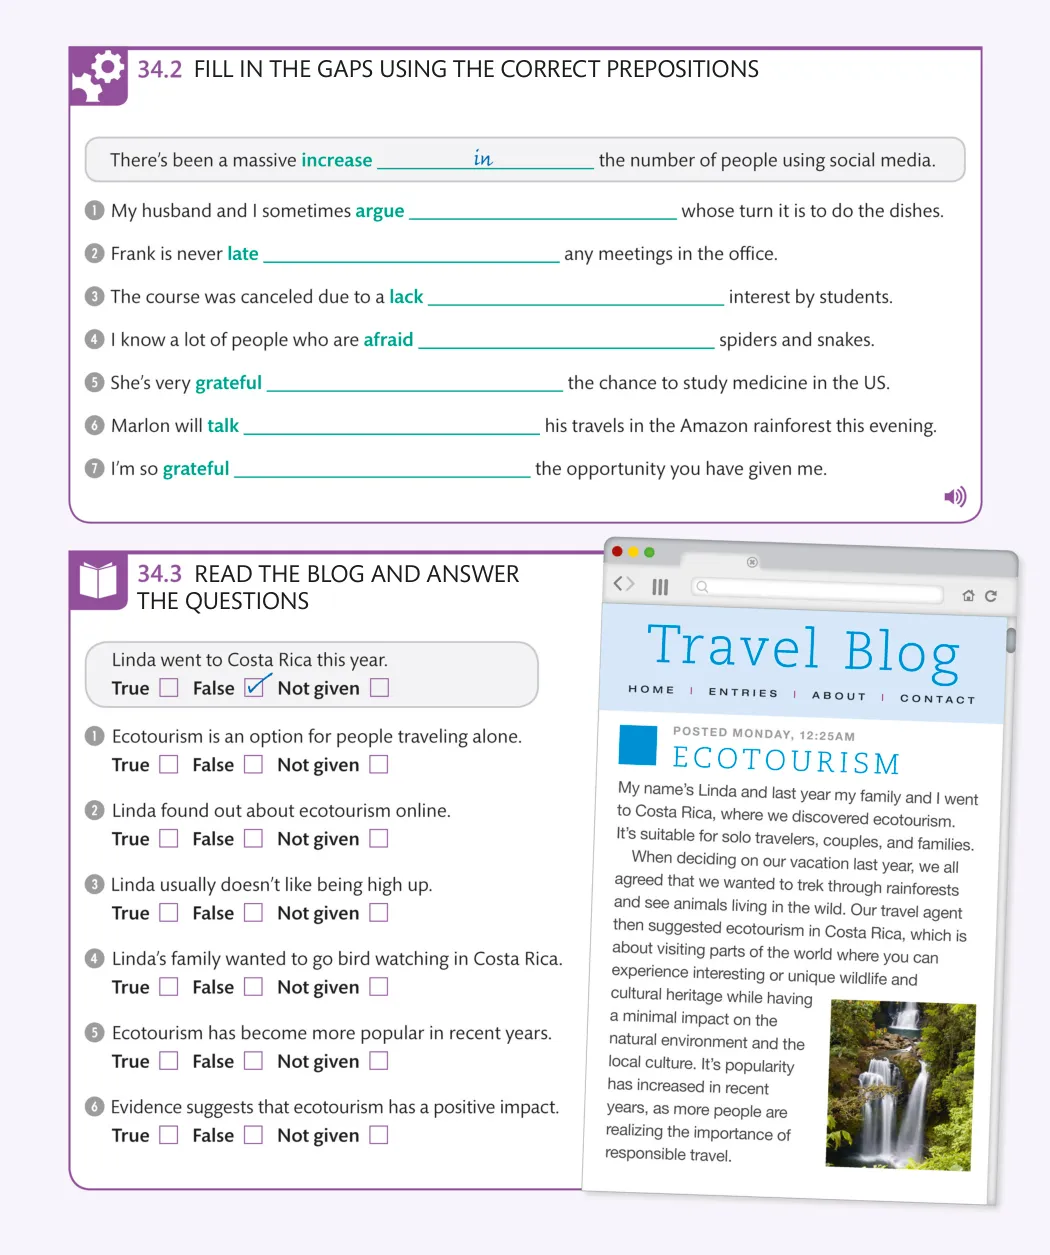 34.2 FILL IN THE GAPS USING THE CORRECT PREPOSITIONS
There's been a massive increase in the number of people using social media.
1 My husband and I sometimes argue ____ whose turn it is to do the dishes.
2 Frank is never late ____ any meetings in the office.
3 The course was canceled due to a lack ____ interest by students.
4 I know a lot of people who are afraid ____ spiders and snakes.
5 She's very grateful ____ the chance to study medicine in the US.
6 Marlon will talk ____ his travels in the Amazon rainforest this evening.
7 I'm so grateful ____ the opportunity you have given me.
34.3 READ THE BLOG AND ANSWER
THE QUESTIONS
Linda went to Costa Rica this year.
True False Not given
1 Ecotourism is an option for people traveling alone.
True False Not given
2 Linda found out about ecotourism online.
True False Not given
3 Linda usually doesn't like being high up.
True False Not given
4 Linda's family wanted to go bird watching in Costa Rica.
True False Not given
5 Ecotourism has become more popular in recent years.
True False Not given
6 Evidence suggests that ecotourism has a positive impact.
True False Not given
Travel Blog
HOME | ENTRIES | ABOUT | CONTACT
POSTED MONDAY, 12:25AM
ECOTOURISM
My name's Linda and last year my family and I went
to Costa Rica, where we discovered ecotourism.
It's suitable for solo travelers, couples, and families.
When deciding on our vacation last year, we all
agreed that we wanted to trek through rainforests
and see animals living in the wild. Our travel agent
then suggested ecotourism in Costa Rica, which is
about visiting parts of the world where you can
experience interesting or unique wildlife and
cultural heritage while having
a minimal impact on the
natural environment and the
local culture. It's popularity
has increased in recent
years, as more people are
realizing the importance of
responsible travel.